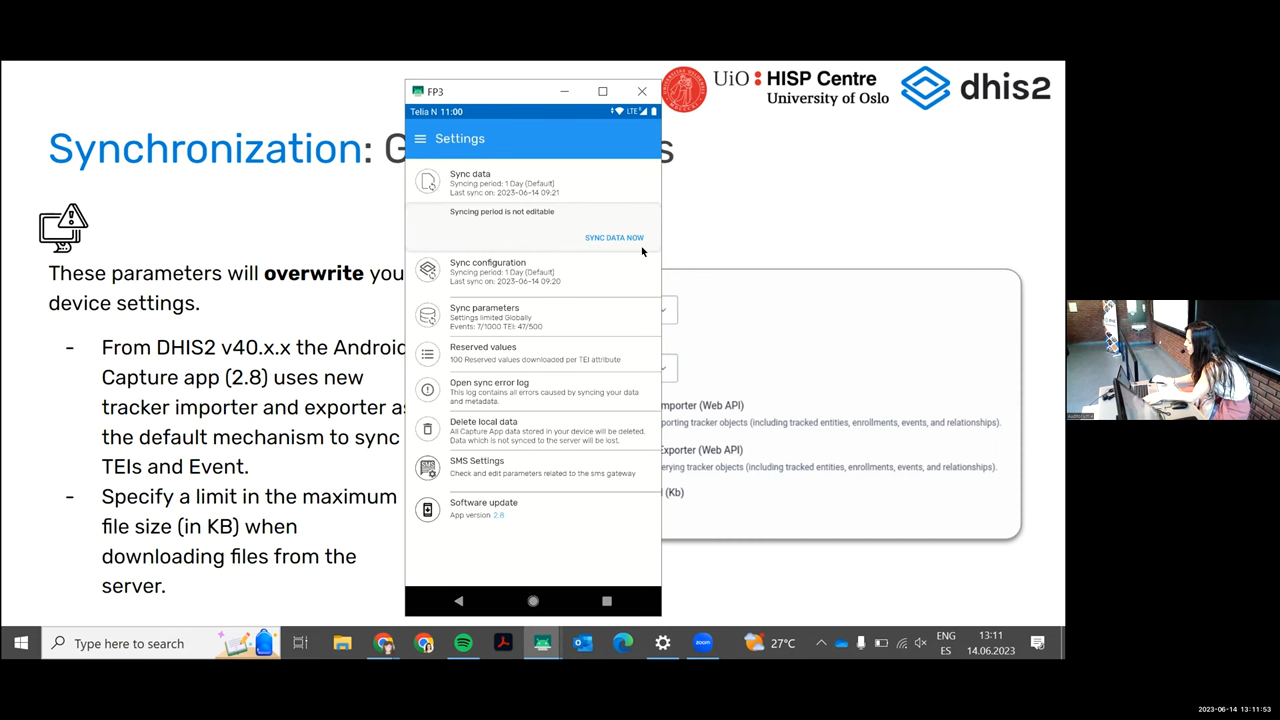 UiO : HISP Centre
University of Oslo
dhis2
Synchronization: G
s
These parameters will overwrite you
device settings.
- From DHIS2 v40.x.x the Android
Capture app (2.8) uses new
tracker importer and exporter as
the default mechanism to sync
TEIs and Event.
- Specify a limit in the maximum
file size (in KB) when
downloading files from the
server.
FP3
Telia N 11:00
LTE
Settings
Sync data
Syncing period: 1 Day (Default)
Last sync on: 2023-06-14 09:21
Syncing period is not editable
SYNC DATA NOW
Sync configuration
Syncing period: 1 Day (Default)
Last sync on: 2023-06-14 09:20
Sync parameters
Settings limited Globally
Events: 7/1000 TEI: 47/500
Reserved values
100 Reserved values downloaded per TEI attribute
Open sync error log
This log contains all errors caused by syncing your data
and metadata.
Delete local data
All Capture App data stored in your device will be deleted.
Data which is not synced to the server will be lost.
SMS Settings
Check and edit parameters related to the sms gateway
Software update
App version 2.8
mporter (Web API)
porting tracker objects (including tracked entities, enrollments, events, and relationships).
Exporter (Web API)
erying tracker objects (including tracked entities, enrollments, events, and relationships).
(Kb)
Type here to search
zoom
27°C
ENG
ES
13:11
14.06.2023
2023-06-14 13:11:53